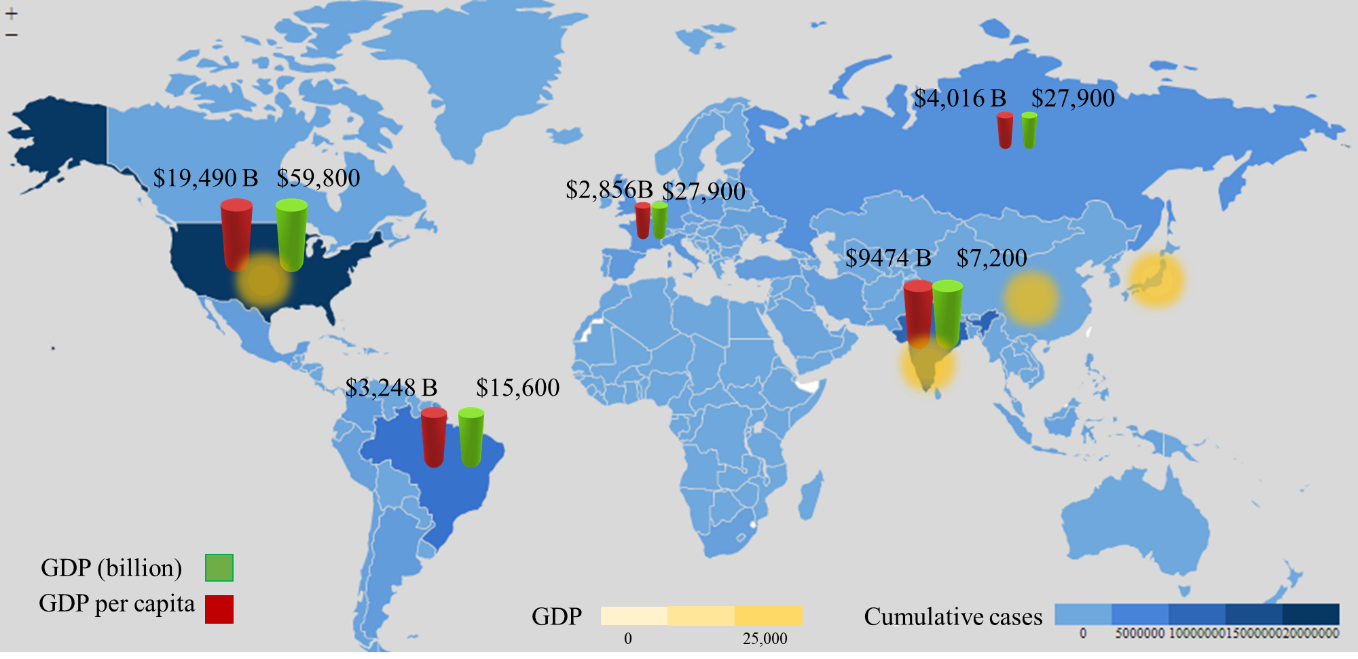 +
−
$4,016 B $27,900
$19,490 B $59,800
$2,856B $27,900
$9474 B $7,200
$3,248 B $15,600
GDP (billion)
GDP per capita
GDP
0 25,000
Cumulative cases
0 5000000 10000000 15000000 20000000